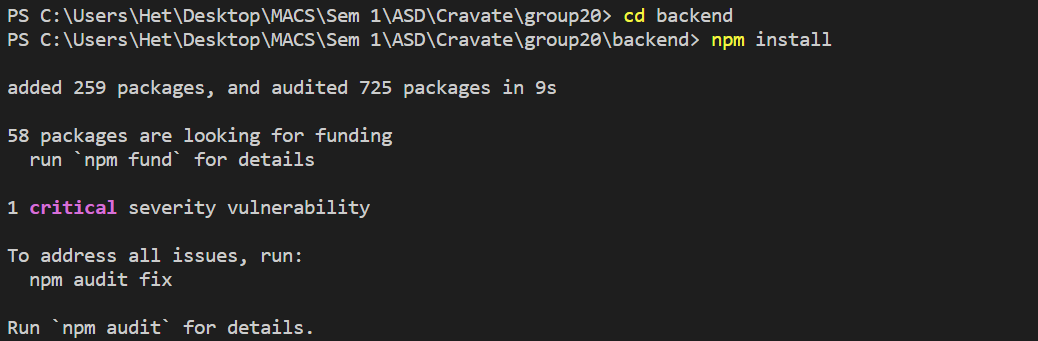 PS C:\Users\Het\Desktop\MACS\Sem 1\ASD\Cravate\group20> cd backend
PS C:\Users\Het\Desktop\MACS\Sem 1\ASD\Cravate\group20\backend> npm install
added 259 packages, and audited 725 packages in 9s
58 packages are looking for funding
  run `npm fund` for details
1 critical severity vulnerability
To address all issues, run:
  npm audit fix
Run `npm audit` for details.